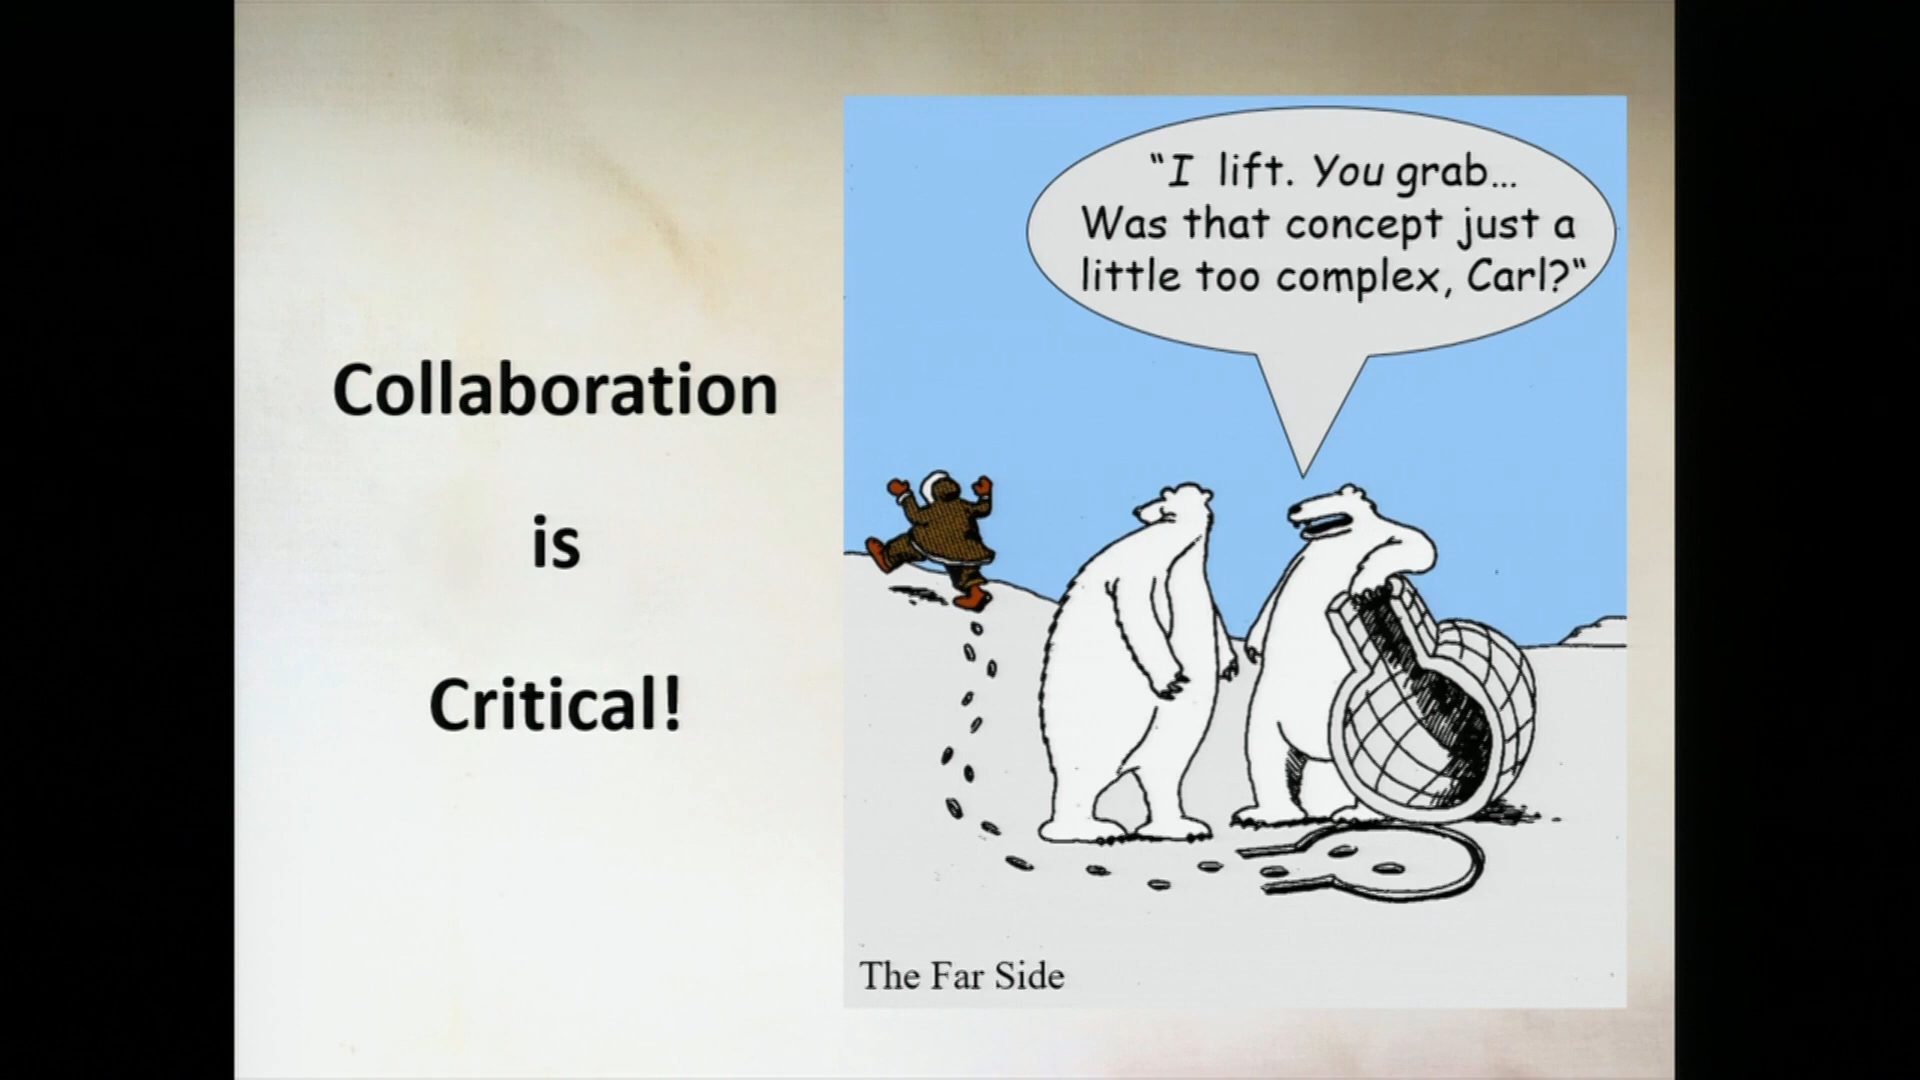 Collaboration
is
Critical!
"I lift. You grab...
Was that concept just a
little too complex, Carl?"
The Far Side